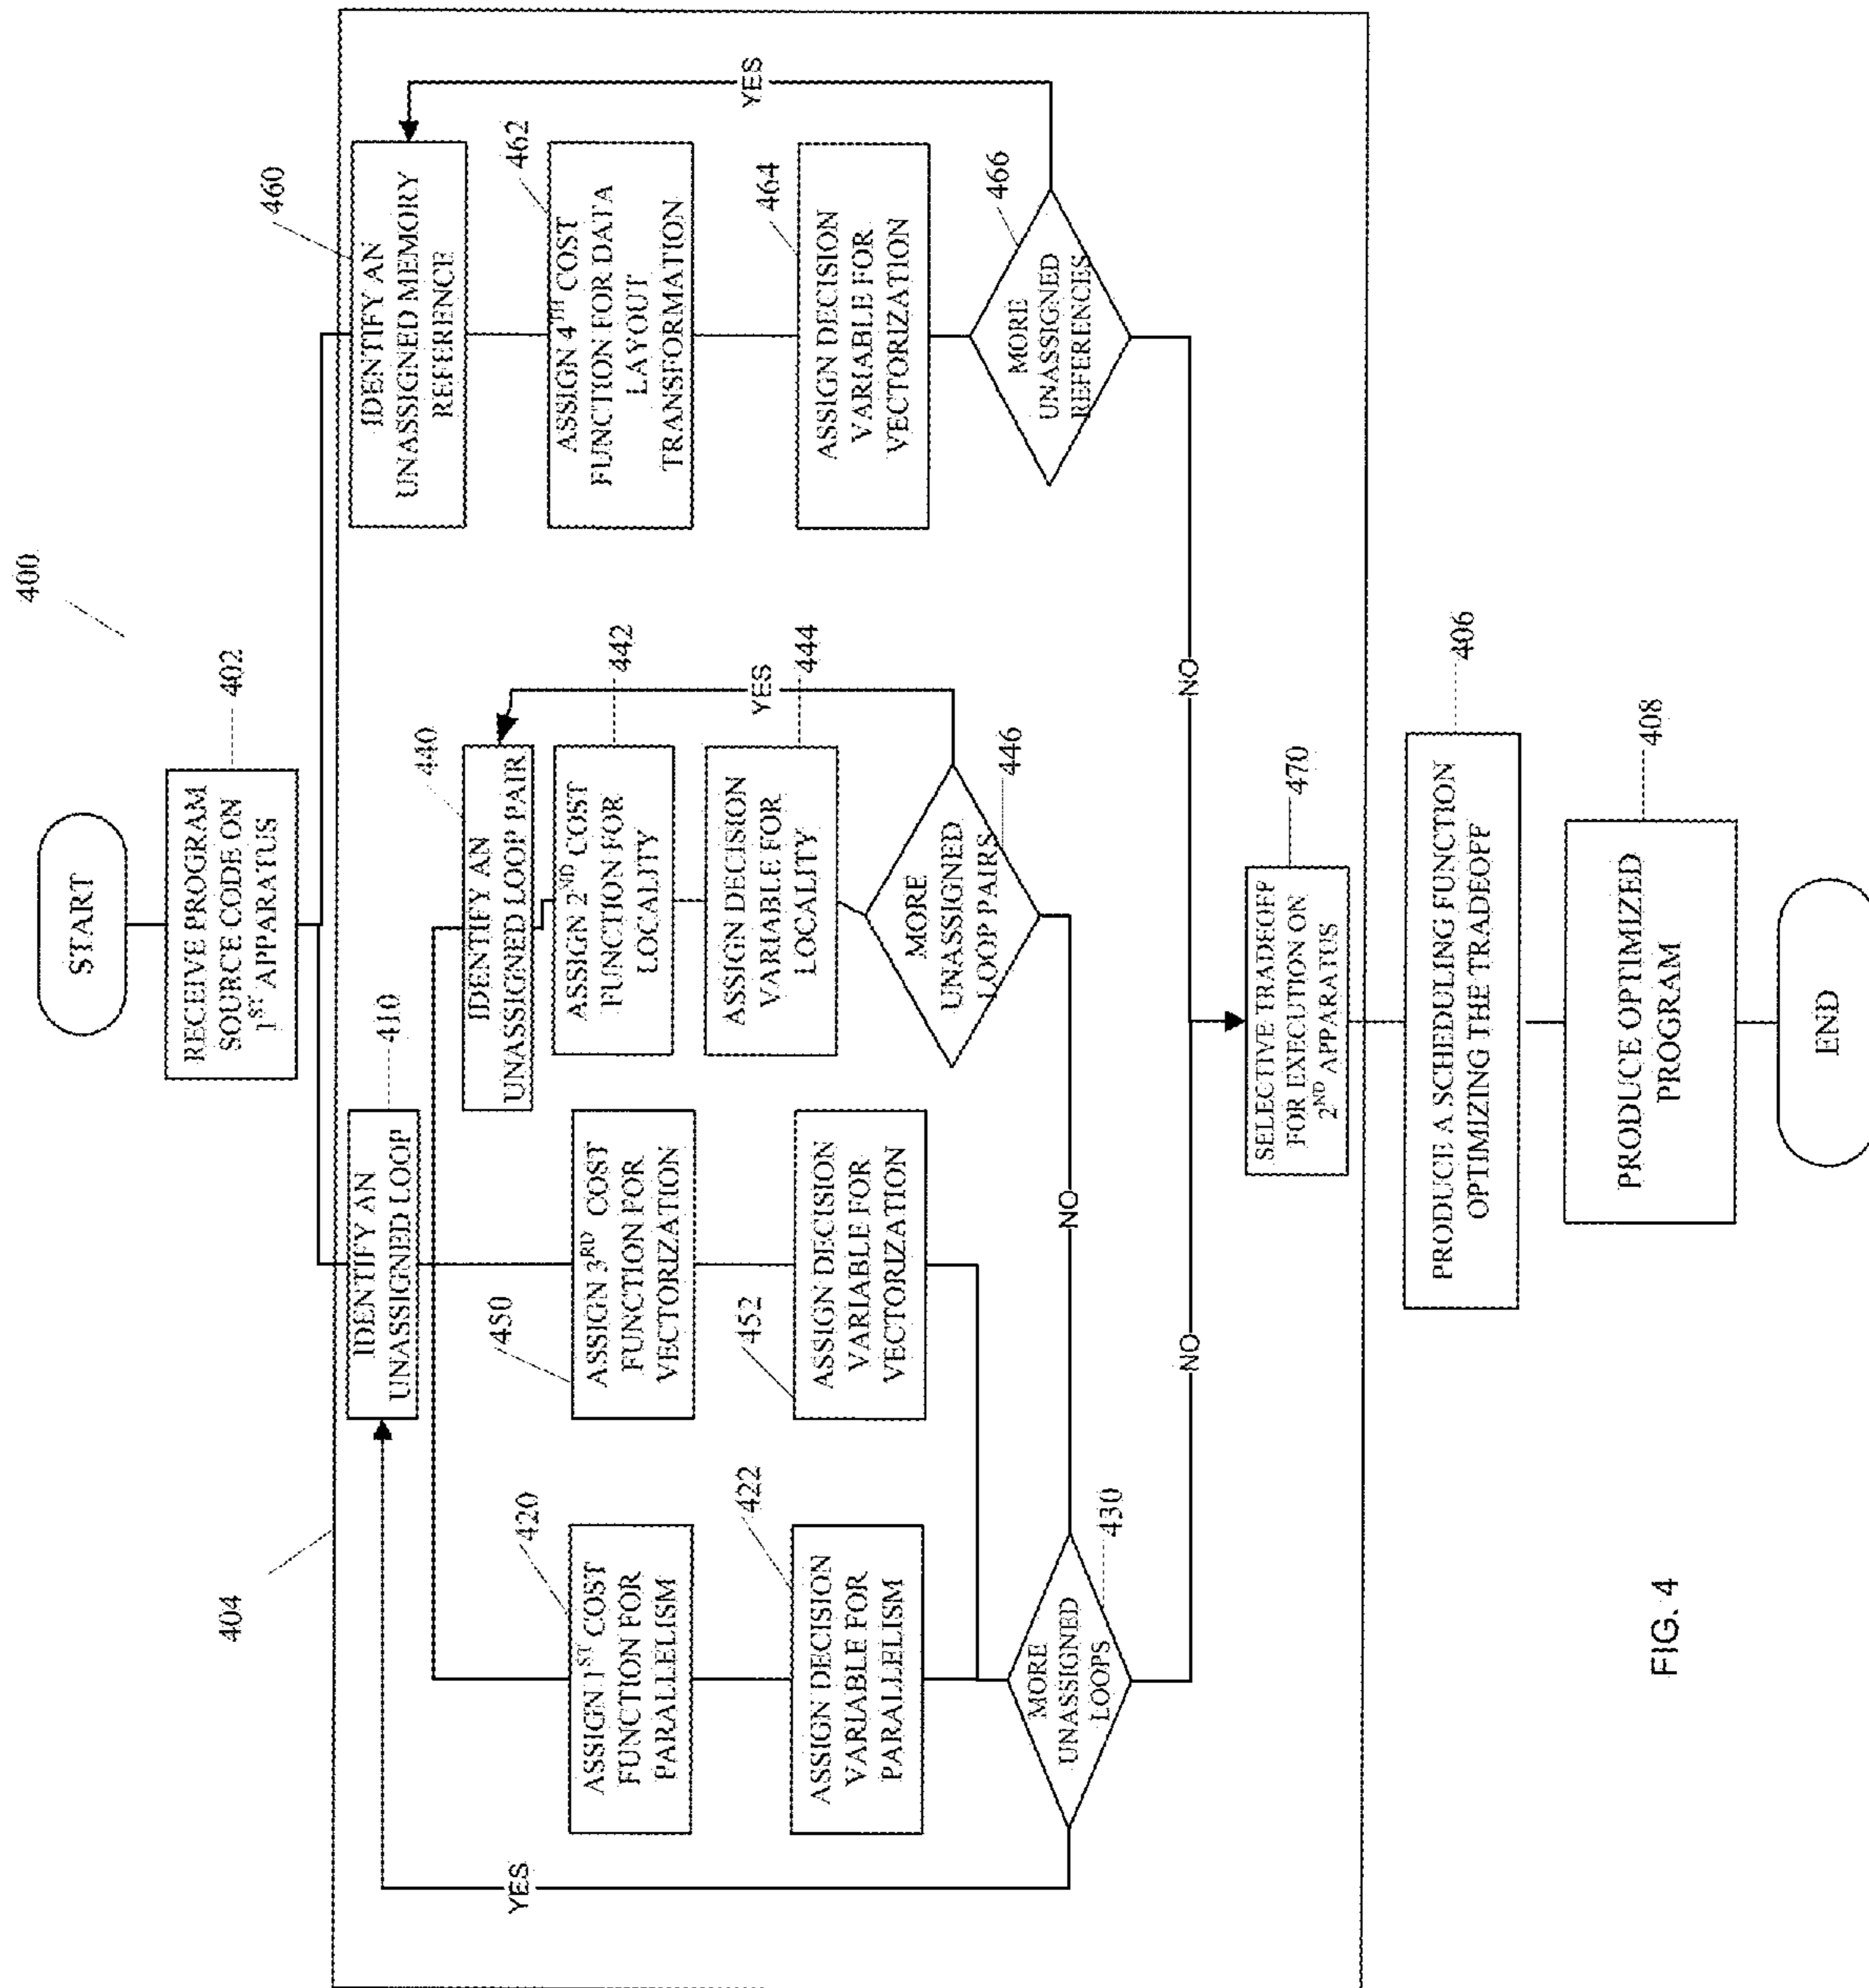 400
START
RECEIVE PROGRAM
SOURCE CODE ON
1ST APPARATUS
402
404
IDENTIFY AN
UNASSIGNED LOOP
410
ASSIGN 1ST COST
FUNCTION FOR
PARALLELISM
420
ASSIGN DECISION
VARIABLE FOR
PARALLELISM
422
ASSIGN 3RD COST
FUNCTION FOR
VECTORIZATION
450
ASSIGN DECISION
VARIABLE FOR
VECTORIZATION
452
MORE
UNASSIGNED
LOOPS
430
YES
NO
NO
IDENTIFY AN
UNASSIGNED LOOP PAIR
440
ASSIGN 2ND COST
FUNCTION FOR
LOCALITY
442
ASSIGN DECISION
VARIABLE FOR
LOCALITY
444
MORE
UNASSIGNED
LOOP PAIRS
446
YES
IDENTIFY AN
UNASSIGNED MEMORY
REFERENCE
460
ASSIGN 4TH COST
FUNCTION FOR DATA
LAYOUT
TRANSFORMATION
462
ASSIGN DECISION
VARIABLE FOR
VECTORIZATION
464
MORE
UNASSIGNED
REFERENCES
466
YES
NO
SELECTIVE TRADEOFF
FOR EXECUTION ON
2ND APPARATUS
470
PRODUCE A SCHEDULING FUNCTION
OPTIMIZING THE TRADEOFF
406
PRODUCE OPTIMIZED
PROGRAM
408
END
FIG. 4